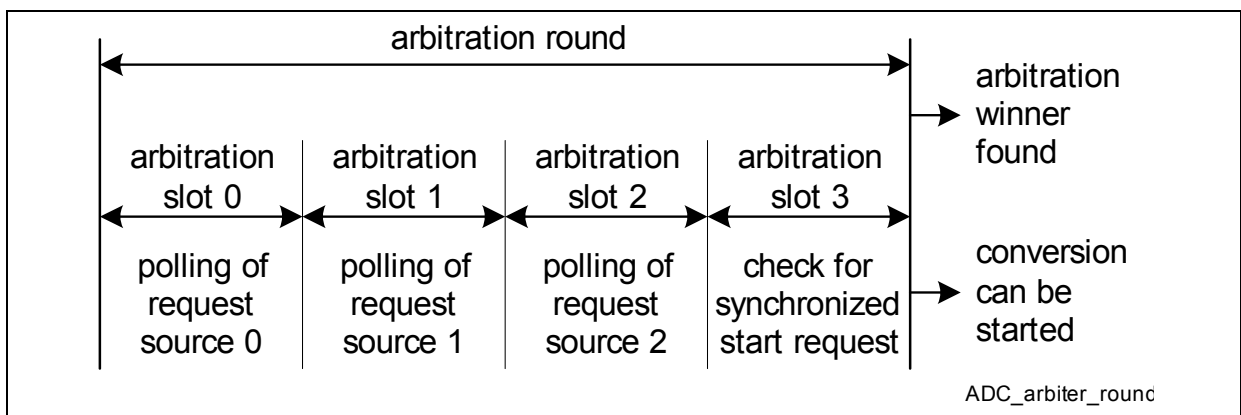 arbitration round
arbitration
winner
found
arbitration
slot 0
arbitration
slot 1
arbitration
slot 2
arbitration
slot 3
polling of
request
source 0
polling of
request
source 1
polling of
request
source 2
check for
synchronized
start request
conversion
can be
started
ADC_arbiter_round